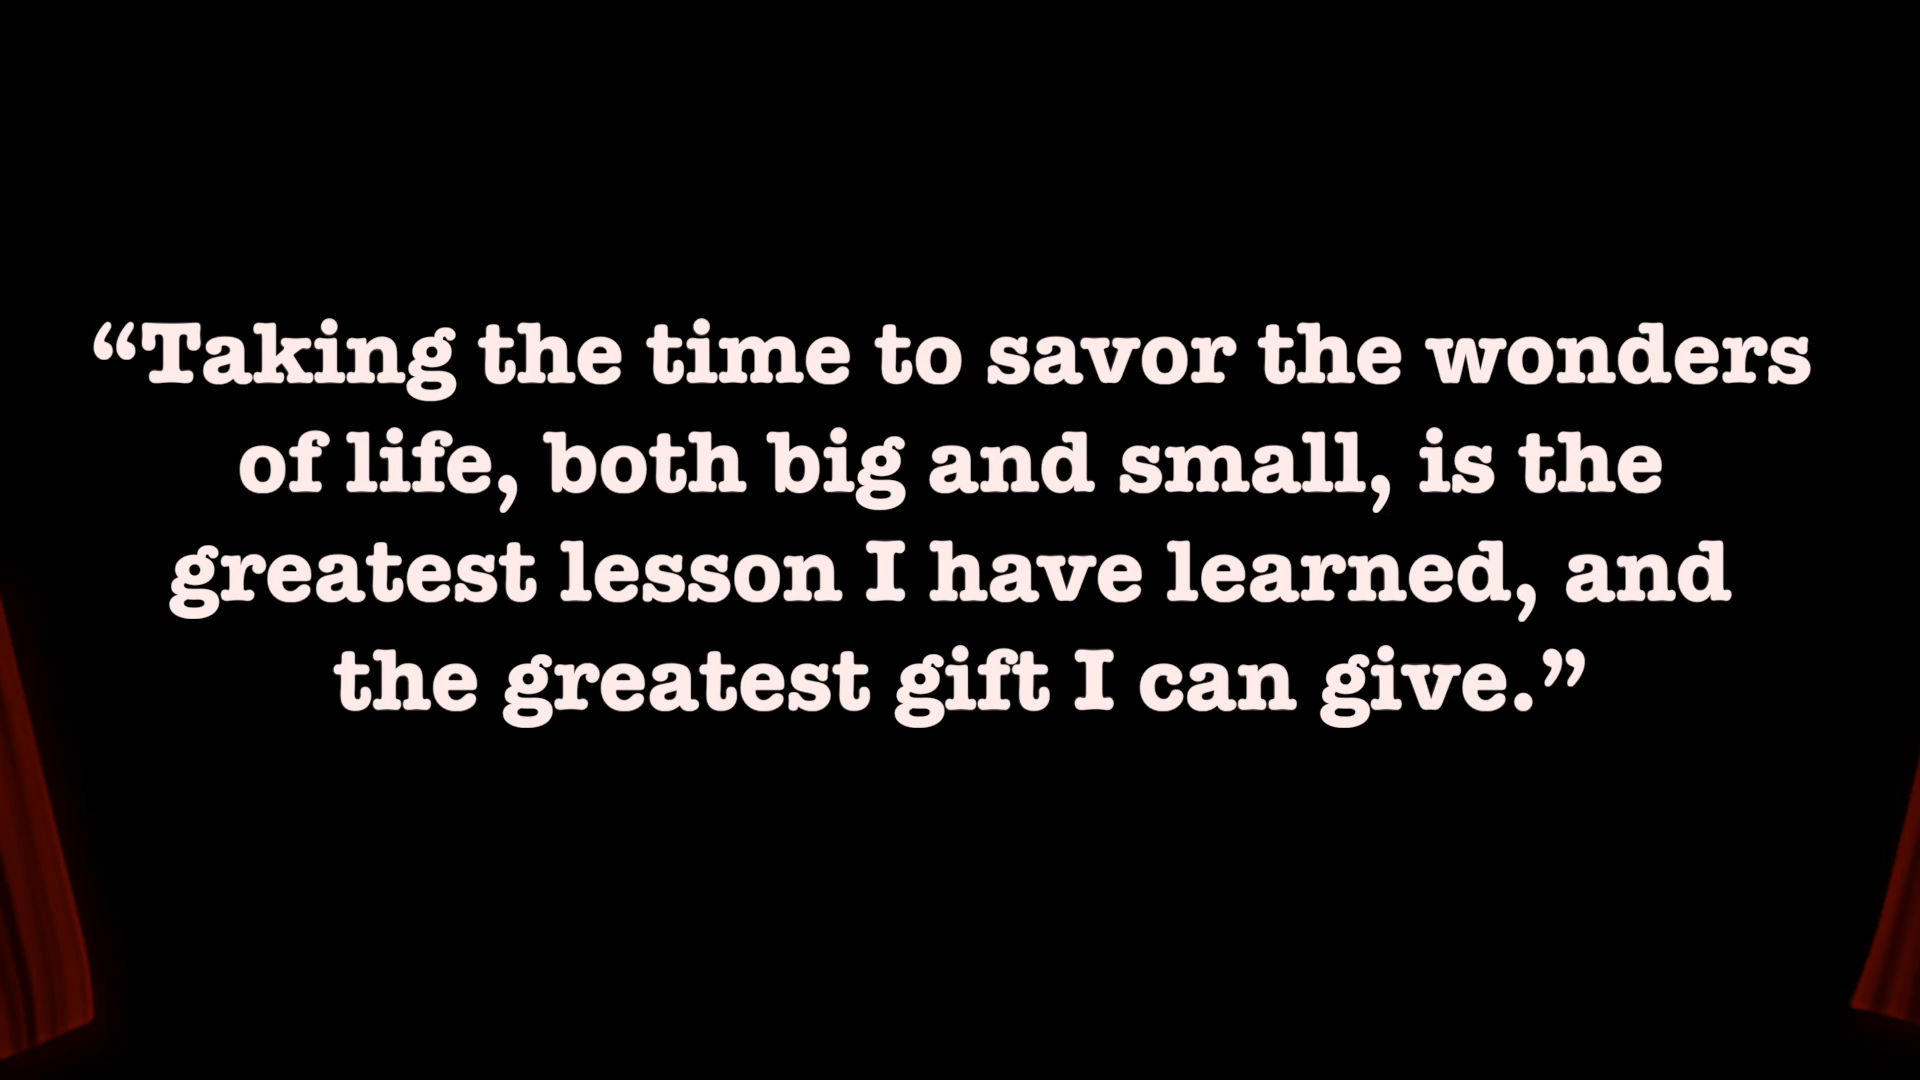 “Taking the time to savor the wonders
of life, both big and small, is the
greatest lesson I have learned, and
the greatest gift I can give.”